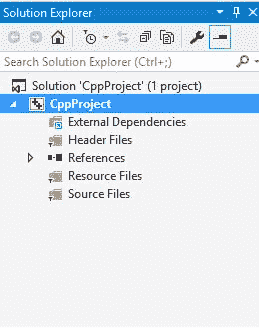 Solution Explorer
Search Solution Explorer (Ctrl+;)
Solution 'CppProject' (1 project)
CppProject
External Dependencies
Header Files
References
Resource Files
Source Files